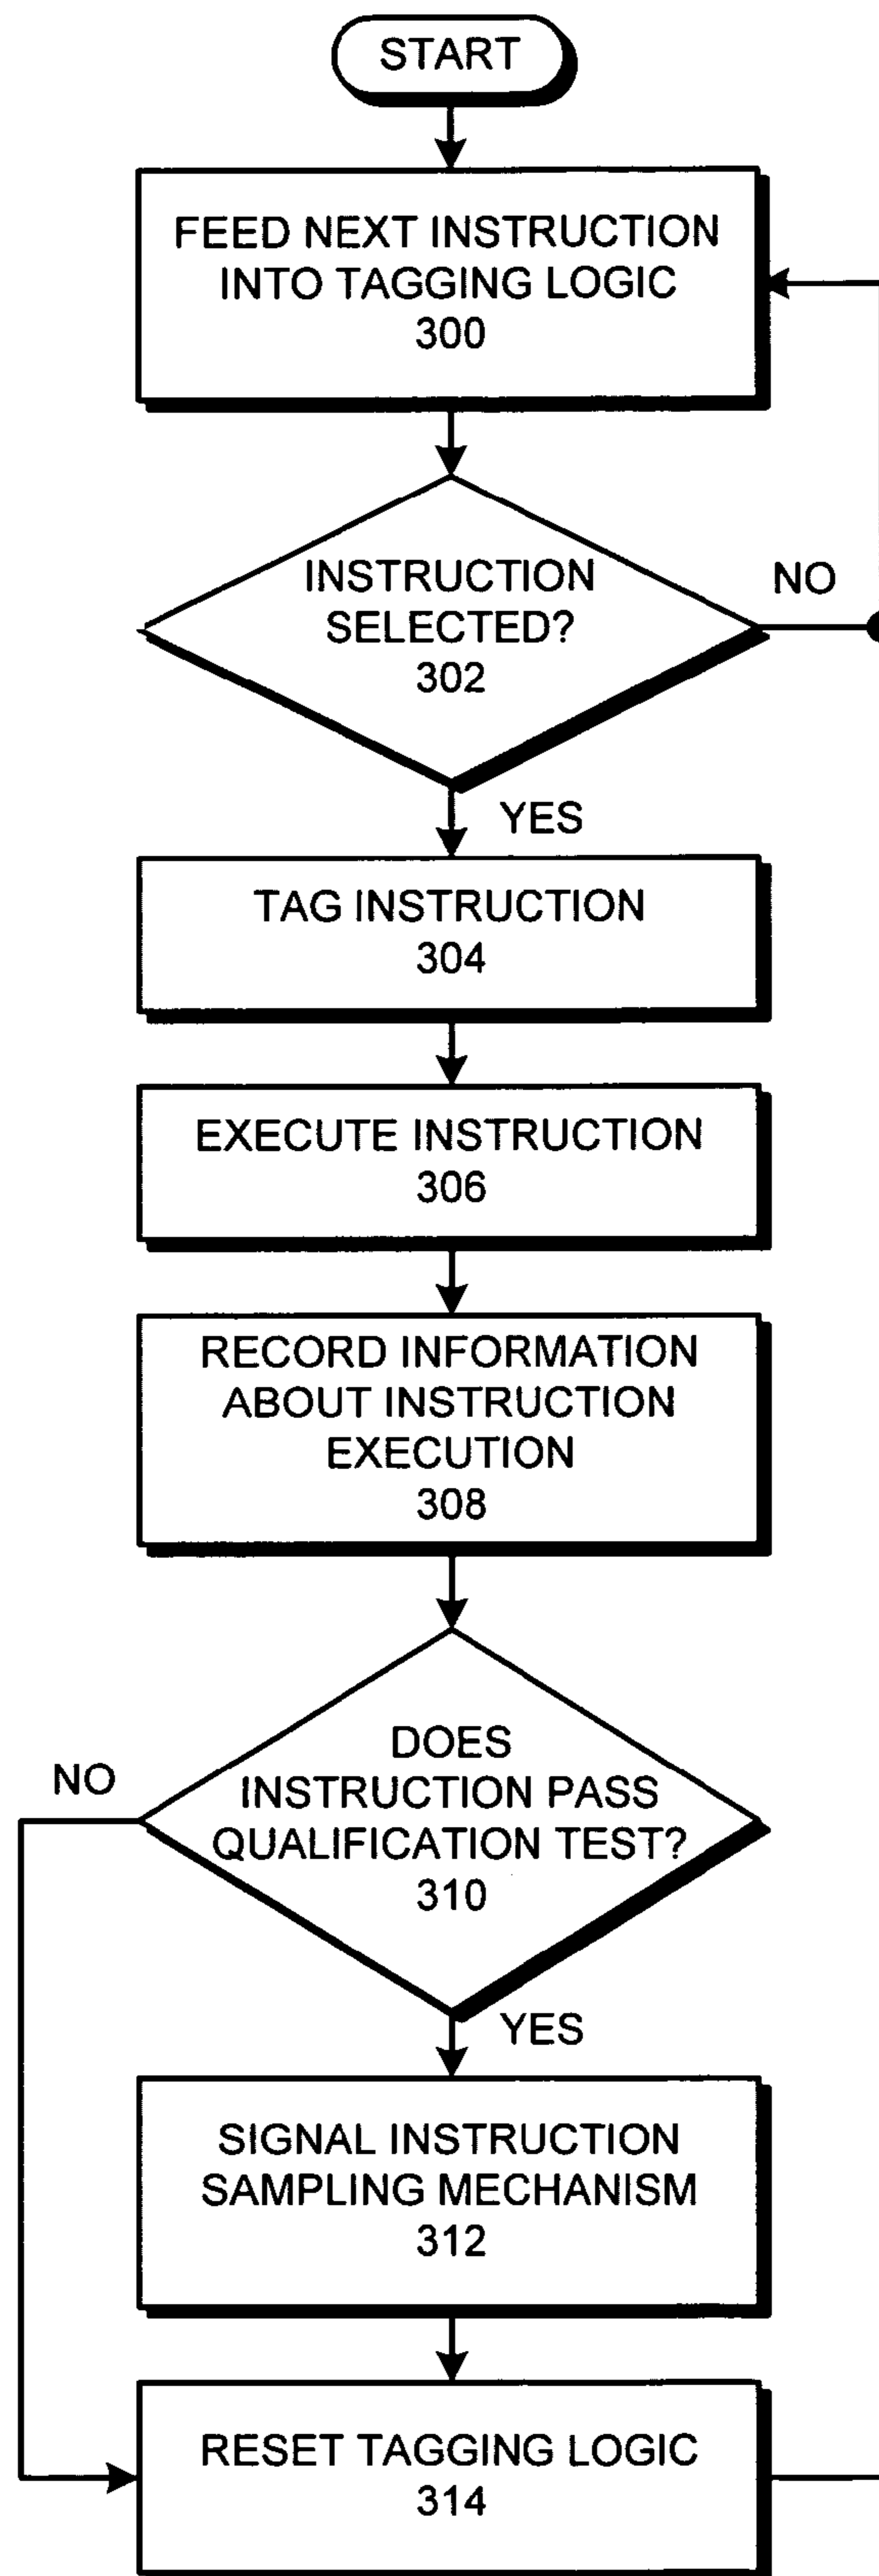 START
FEED NEXT INSTRUCTION
INTO TAGGING LOGIC
300
INSTRUCTION
SELECTED?
302
NO
YES
TAG INSTRUCTION
304
EXECUTE INSTRUCTION
306
RECORD INFORMATION
ABOUT INSTRUCTION
EXECUTION
308
DOES
INSTRUCTION PASS
QUALIFICATION TEST?
310
NO
YES
SIGNAL INSTRUCTION
SAMPLING MECHANISM
312
RESET TAGGING LOGIC
314